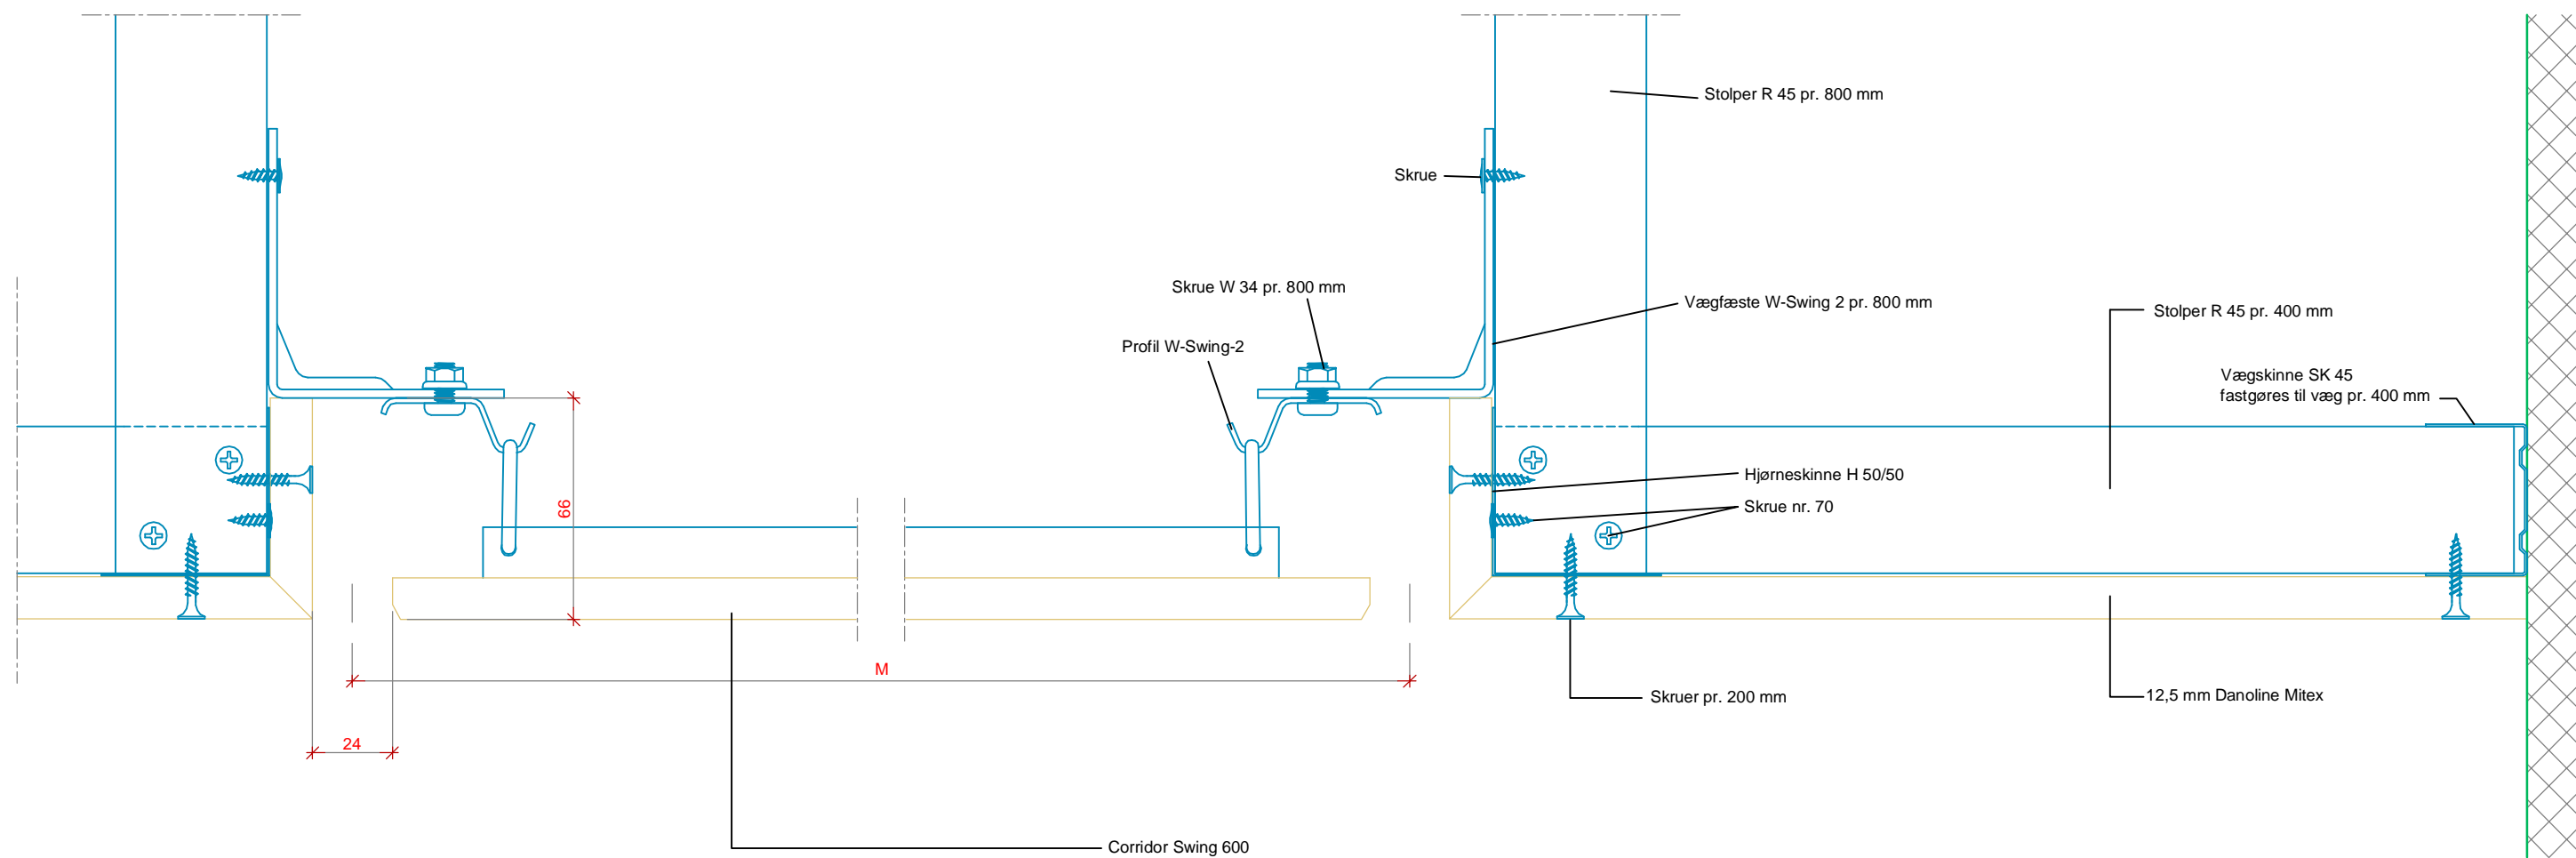 Stolper R 45 pr. 800 mm
Skrue
Skrue W 34 pr. 800 mm
Vægfæste W-Swing 2 pr. 800 mm
Stolper R 45 pr. 400 mm
Profil W-Swing-2
Vægskinne SK 45
fastgøres til væg pr. 400 mm
Hjørneskinne H 50/50
66
Skrue nr. 70
M
Skruer pr. 200 mm
12,5 mm Danoline Mitex
24
Corridor Swing 600